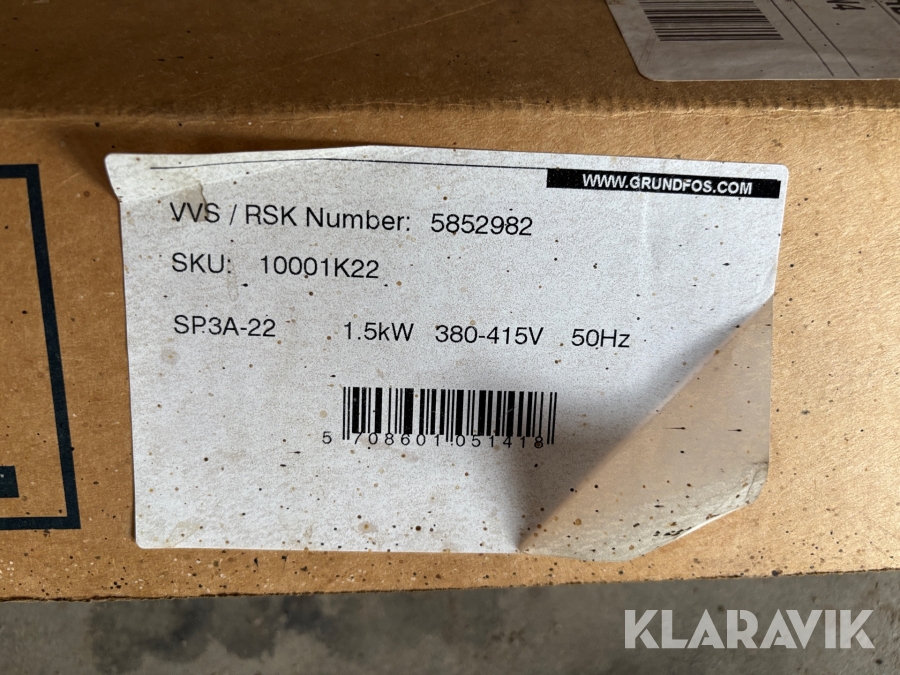 WWW.GRUNDFOS.COM
VVS / RSK Number: 5852982
SKU: 10001K22
SP3A-22 1.5kW 380-415V 50Hz
5 708601 051418
KLARAVIK